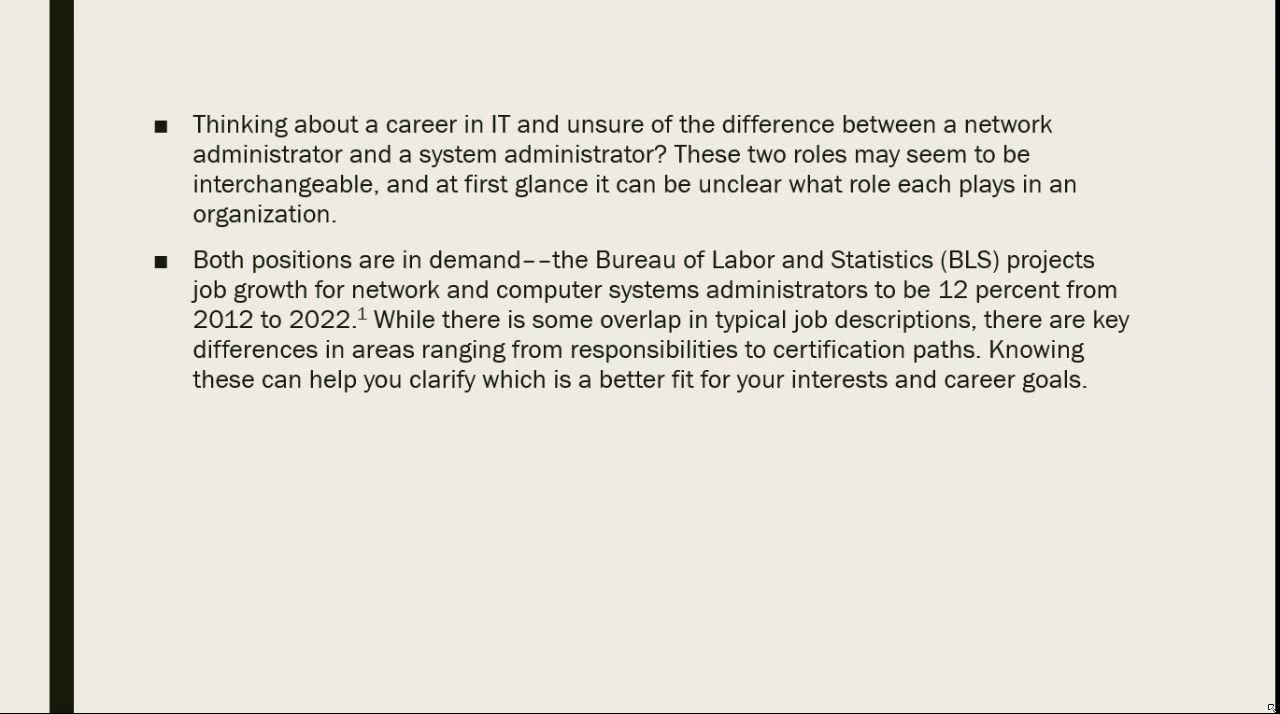 ■ Thinking about a career in IT and unsure of the difference between a network
administrator and a system administrator? These two roles may seem to be
interchangeable, and at first glance it can be unclear what role each plays in an
organization.
■ Both positions are in demand––the Bureau of Labor and Statistics (BLS) projects
job growth for network and computer systems administrators to be 12 percent from
2012 to 2022.¹ While there is some overlap in typical job descriptions, there are key
differences in areas ranging from responsibilities to certification paths. Knowing
these can help you clarify which is a better fit for your interests and career goals.